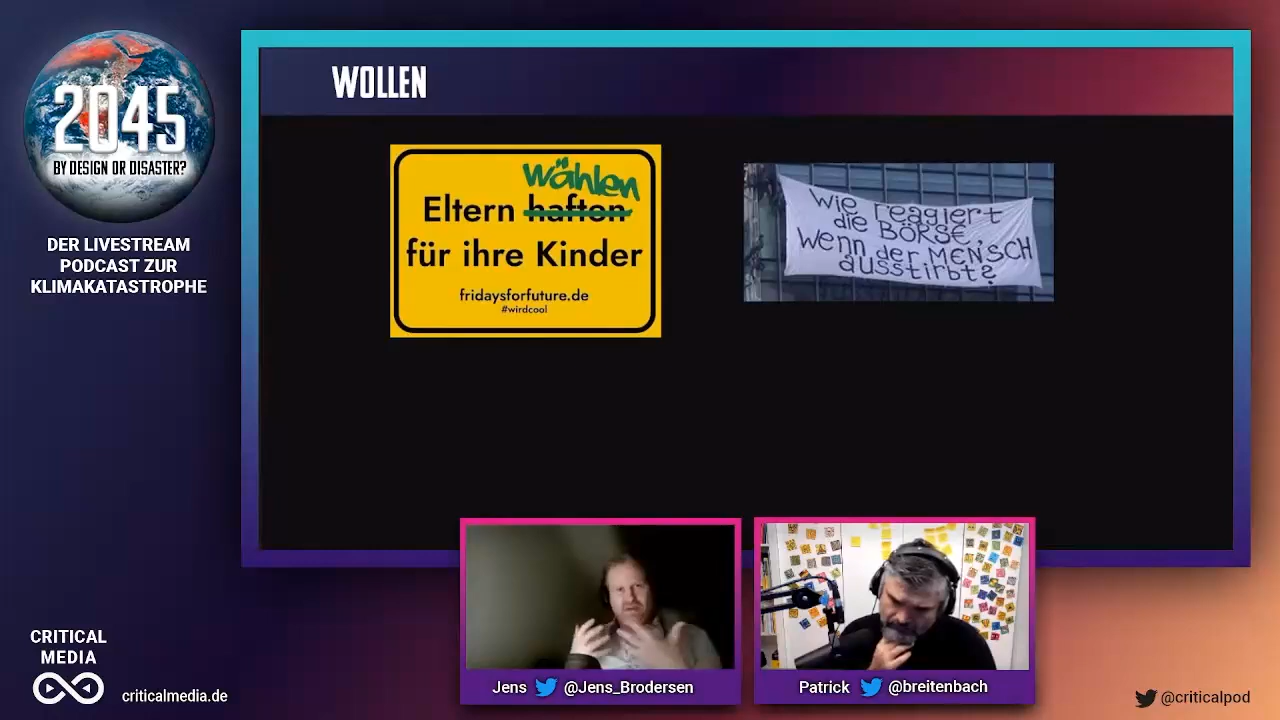 2045
BY DESIGN OR DISASTER?
DER LIVESTREAM
PODCAST ZUR
KLIMAKATASTROPHE
WOLLEN
wählen
Eltern haften
für ihre Kinder
fridaysforfuture.de
#wirdcool
Wie reagiert
die BÖRSE,
Wenn der MENSCH
ausstirbt?
Jens @Jens_Brodersen
Patrick @breitenbach
CRITICAL
MEDIA
criticalmedia.de
@criticalpod